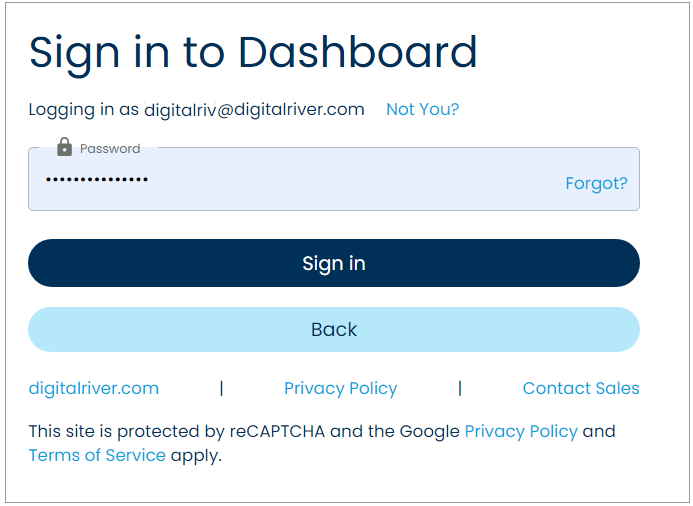 Sign in to Dashboard
Logging in as digitalriv@digitalriver.com Not You?
Password
•••••••••••••••
Forgot?
Sign in
Back
digitalriver.com | Privacy Policy | Contact Sales
This site is protected by reCAPTCHA and the Google Privacy Policy and
Terms of Service apply.